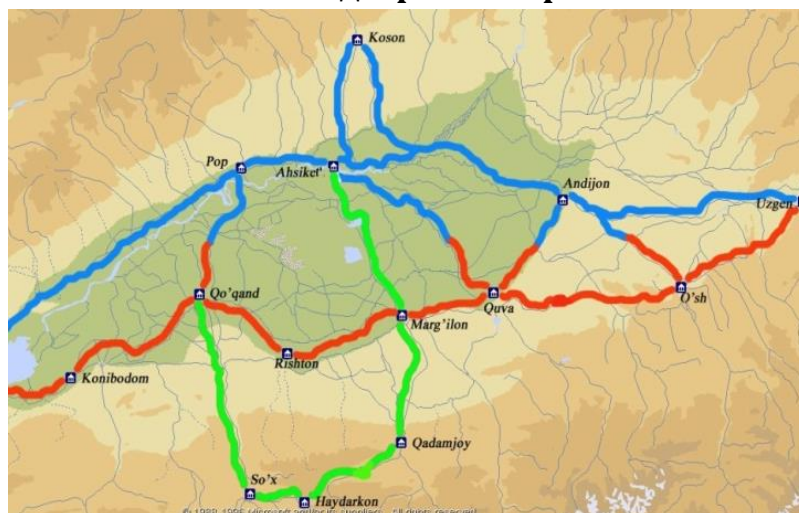 Koson
Pop
Ahsiket'
Andijon
Uzgen
Qo'qand
Quva
O'sh
Marg'ilon
Rishton
Konibodom
Qadamjoy
So'x
Haydarkon